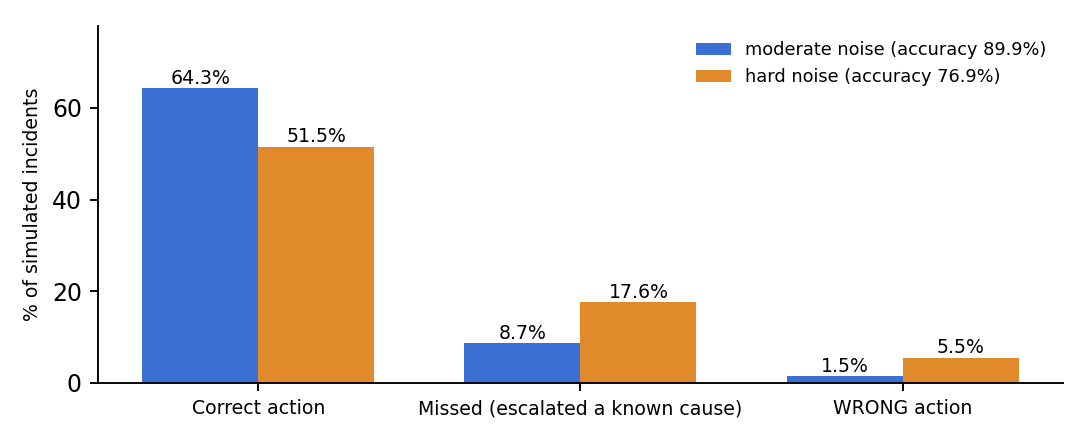 moderate noise (accuracy 89.9%)
hard noise (accuracy 76.9%)
% of simulated incidents
60
40
20
0
64.3%
51.5%
8.7%
17.6%
1.5%
5.5%
Correct action
Missed (escalated a known cause)
WRONG action